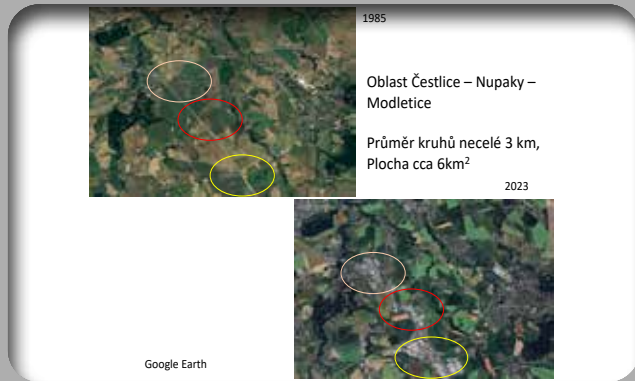 1985
Oblast Čestlice – Nupaky –
Modletice
Průměr kruhů necelé 3 km,
Plocha cca 6km²
2023
Google Earth